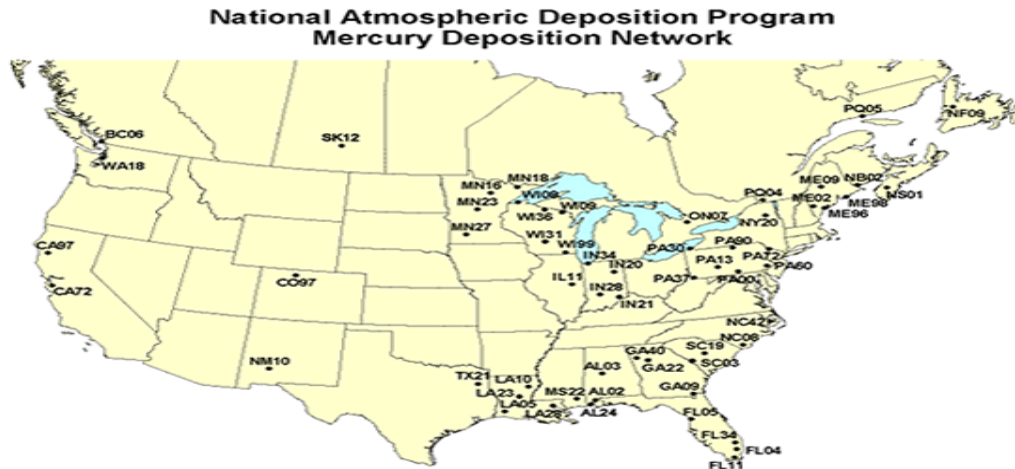 National Atmospheric Deposition Program
Mercury Deposition Network
PQ05
NF09
BC06
SK12
WA18
MN18
MN16
ME09
NB02
WI08
PQ04
MN23
WI09
ME02
NS01
ME98
WI36
ON07
NY20
ME96
MN27
WI31
PA90
CA97
WI99
PA30
IN34
PA72
PA13
IN20
PA60
CO97
IL11
PA37
PA00
CA72
IN28
IN21
NC42
NC08
GA40
SC19
NM10
AL03
GA22
SC03
TX21
LA10
GA09
LA23
MS22
AL02
LA05
FL05
LA28
AL24
FL34
FL04
FL11